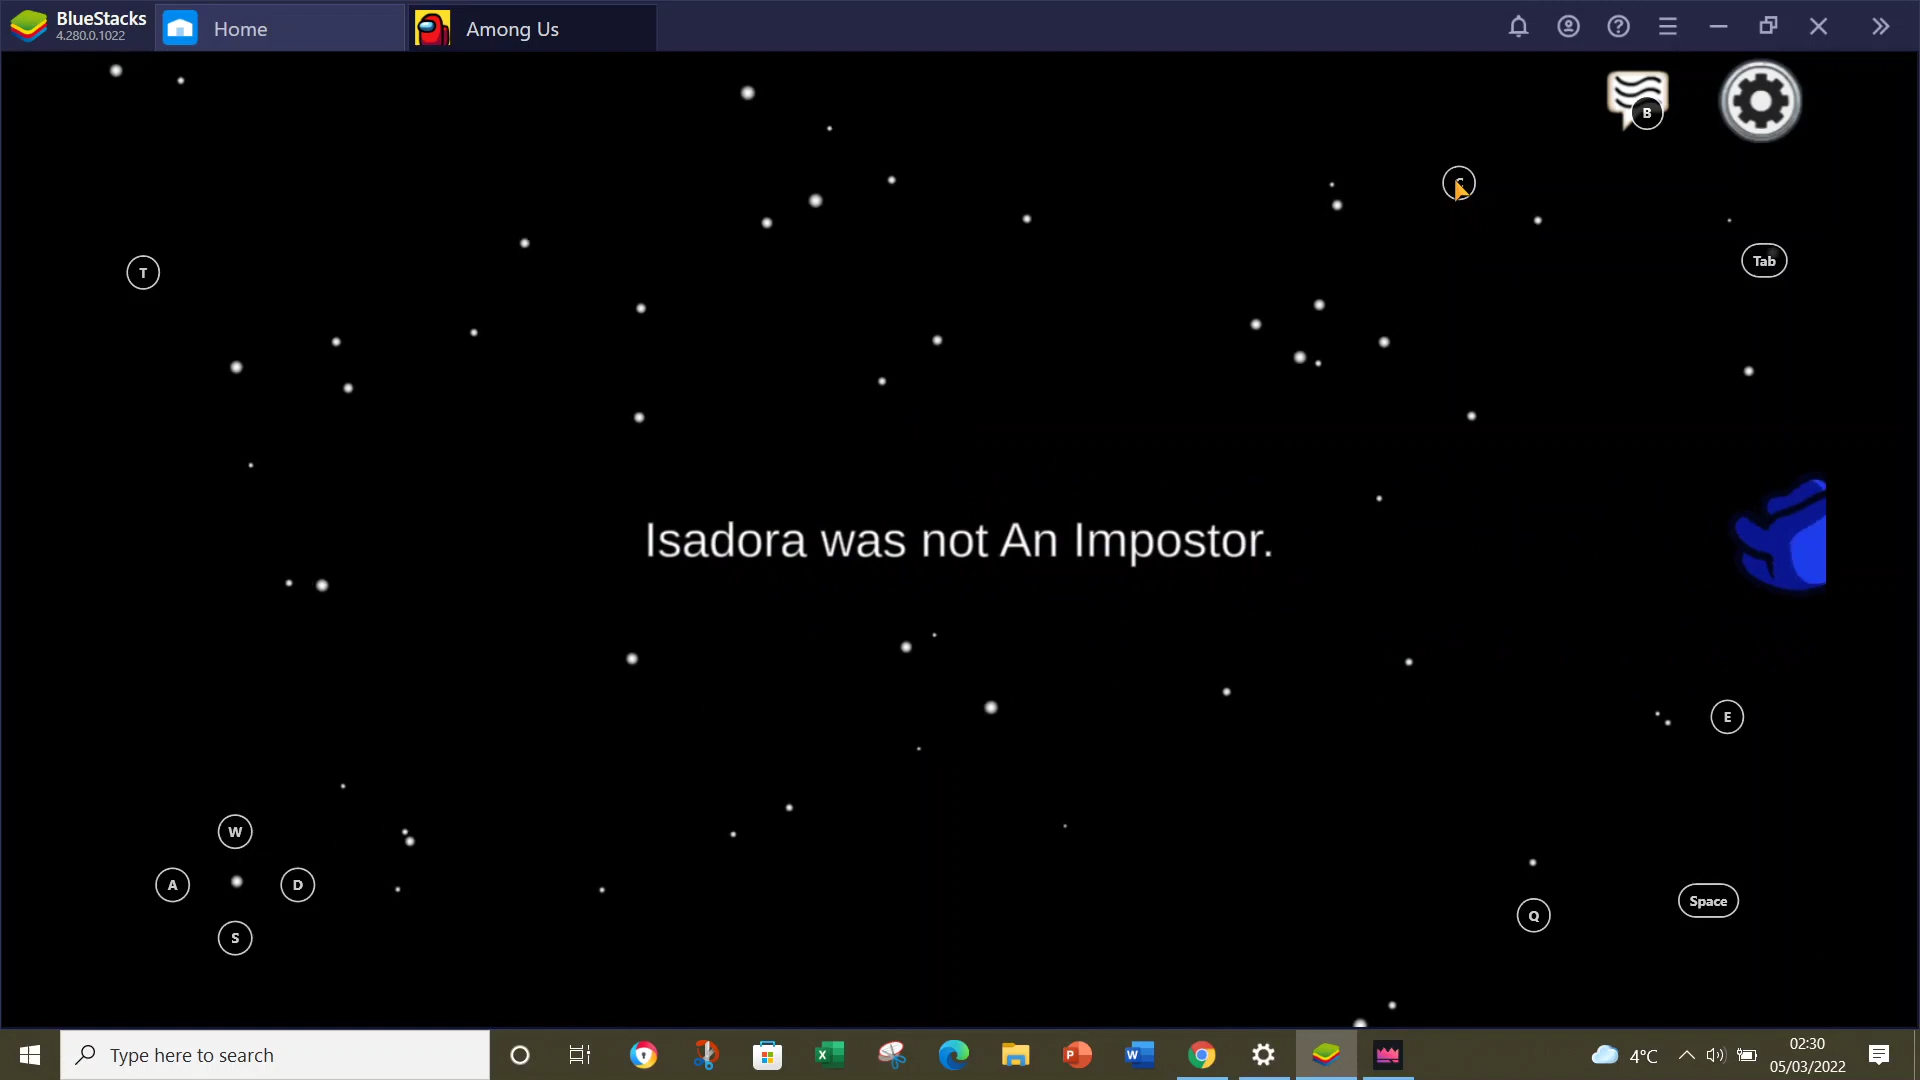 BlueStacks
4.280.0.1022
Home
Among Us
B
T
Tab
Isadora was not An Impostor.
E
W
A
D
S
Q
Space
Type here to search
4°C
02:30
05/03/2022